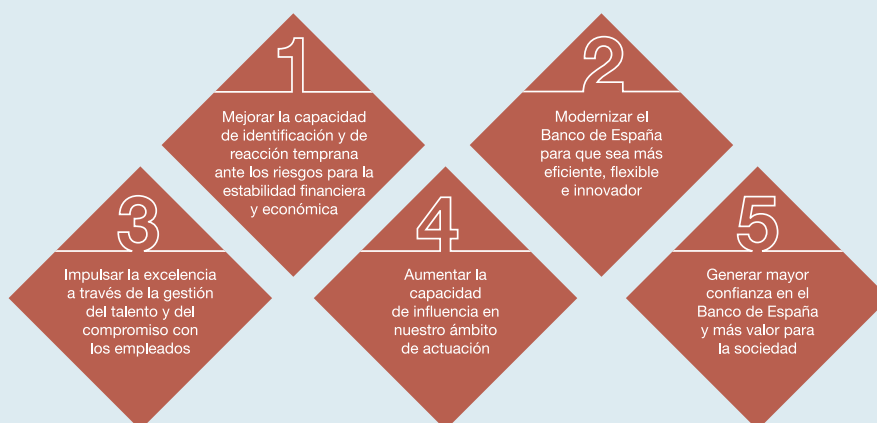 1
Mejorar la capacidad
de identificación y de
reacción temprana
ante los riesgos para la
estabilidad financiera
y económica
2
Modernizar el
Banco de España
para que sea más
eficiente, flexible
e innovador
3
Impulsar la excelencia
a través de la gestión
del talento y del
compromiso con
los empleados
4
Aumentar la
capacidad
de influencia en
nuestro ámbito
de actuación
5
Generar mayor
confianza en el
Banco de España
y más valor para
la sociedad